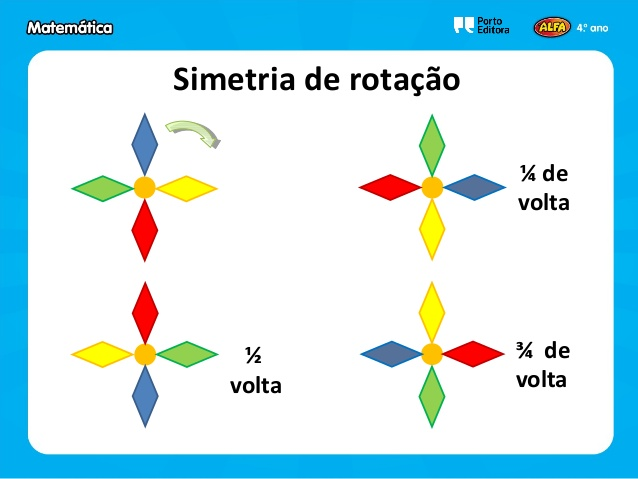 Matemática
Porto
Editora
ALFA 4.º ano
Simetria de rotação
¼ de
volta
½
volta
¾ de
volta